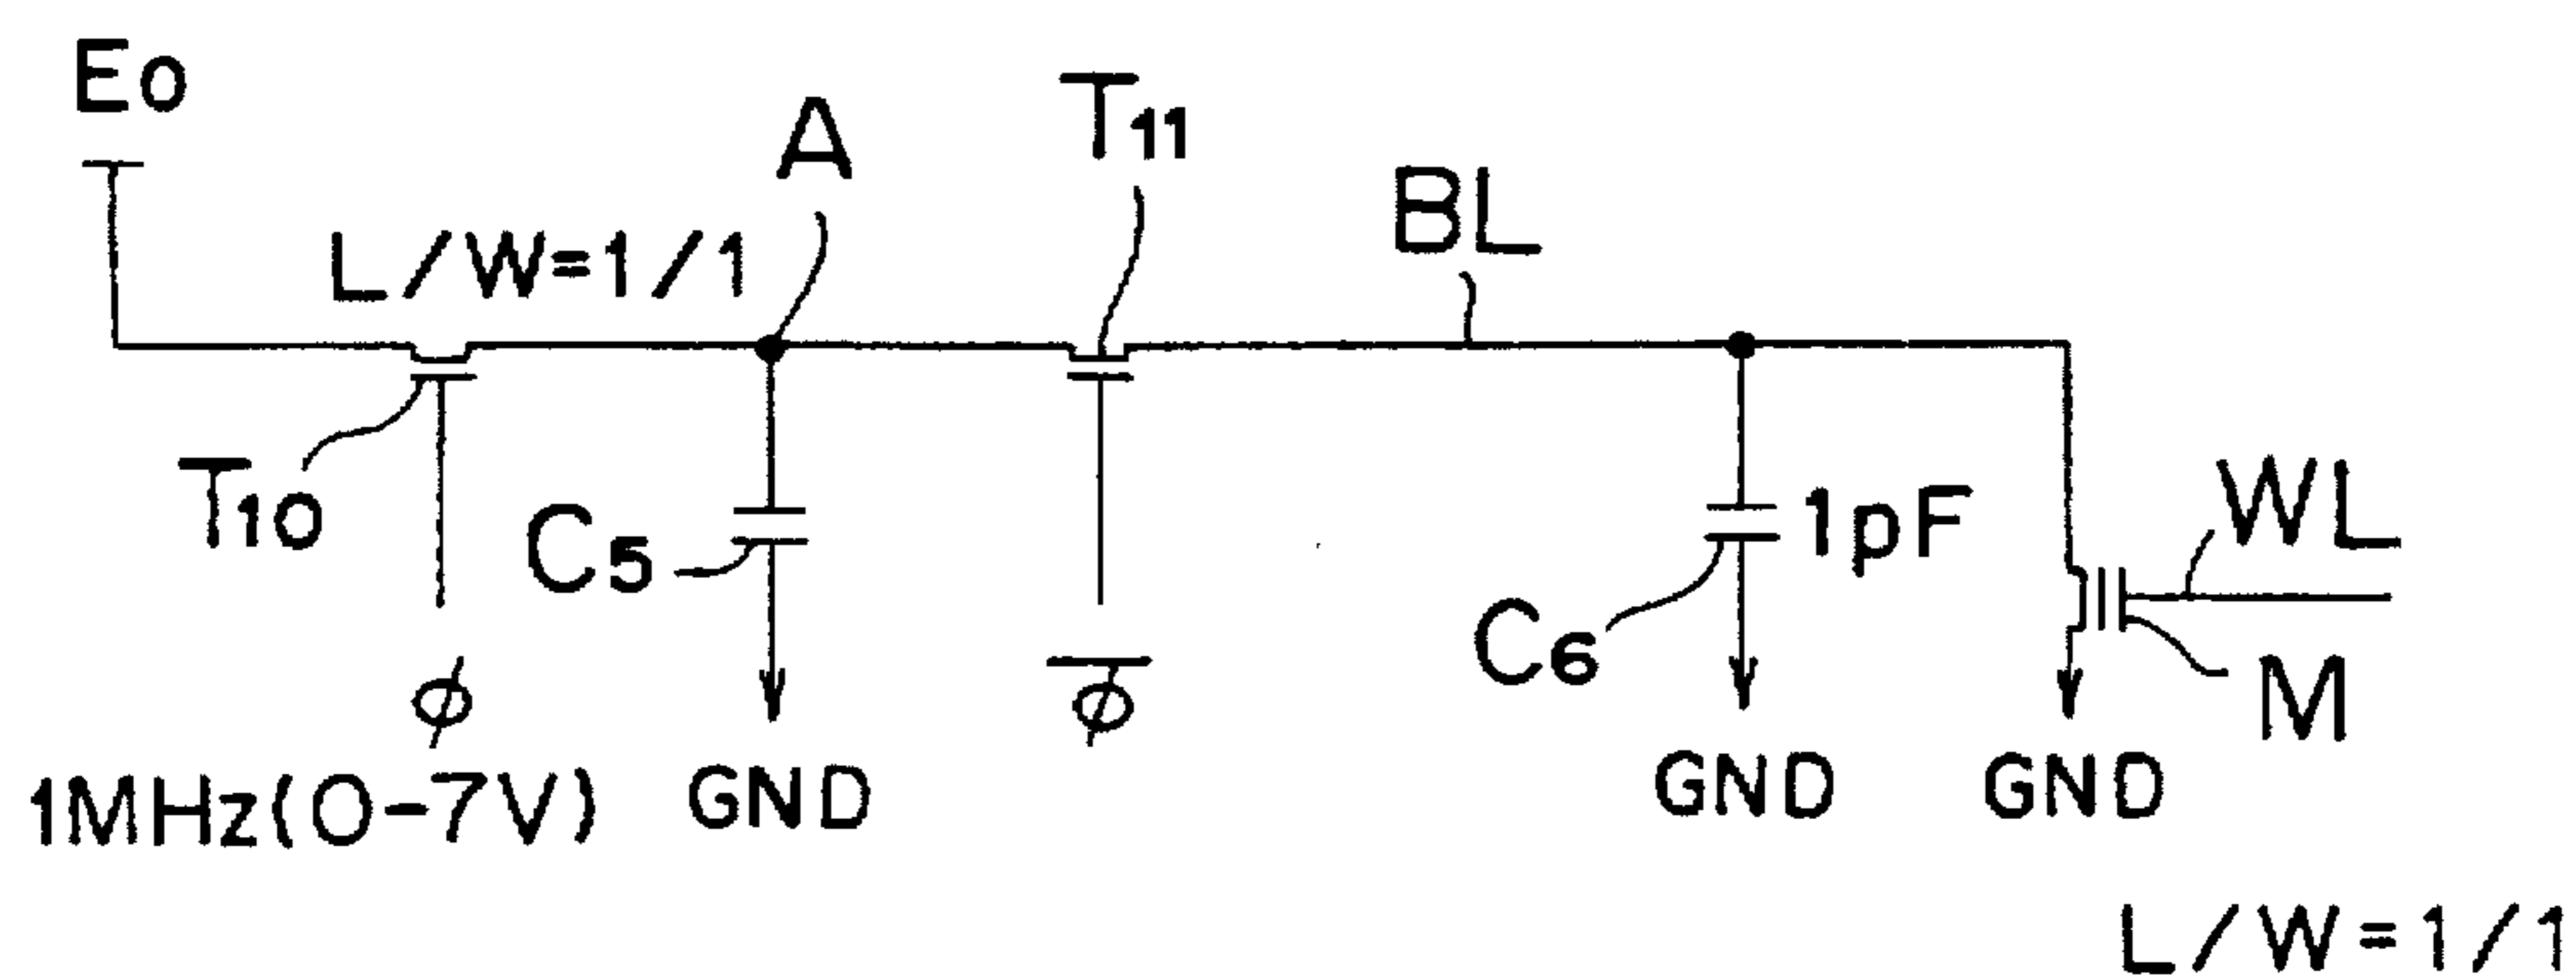 Eo
A
T11
BL
L/W=1/1
T10
C5
1pF
C6
WL
M
ϕ
ϕ̅
1MHz(0-7V)
GND
GND
GND
L/W=1/1